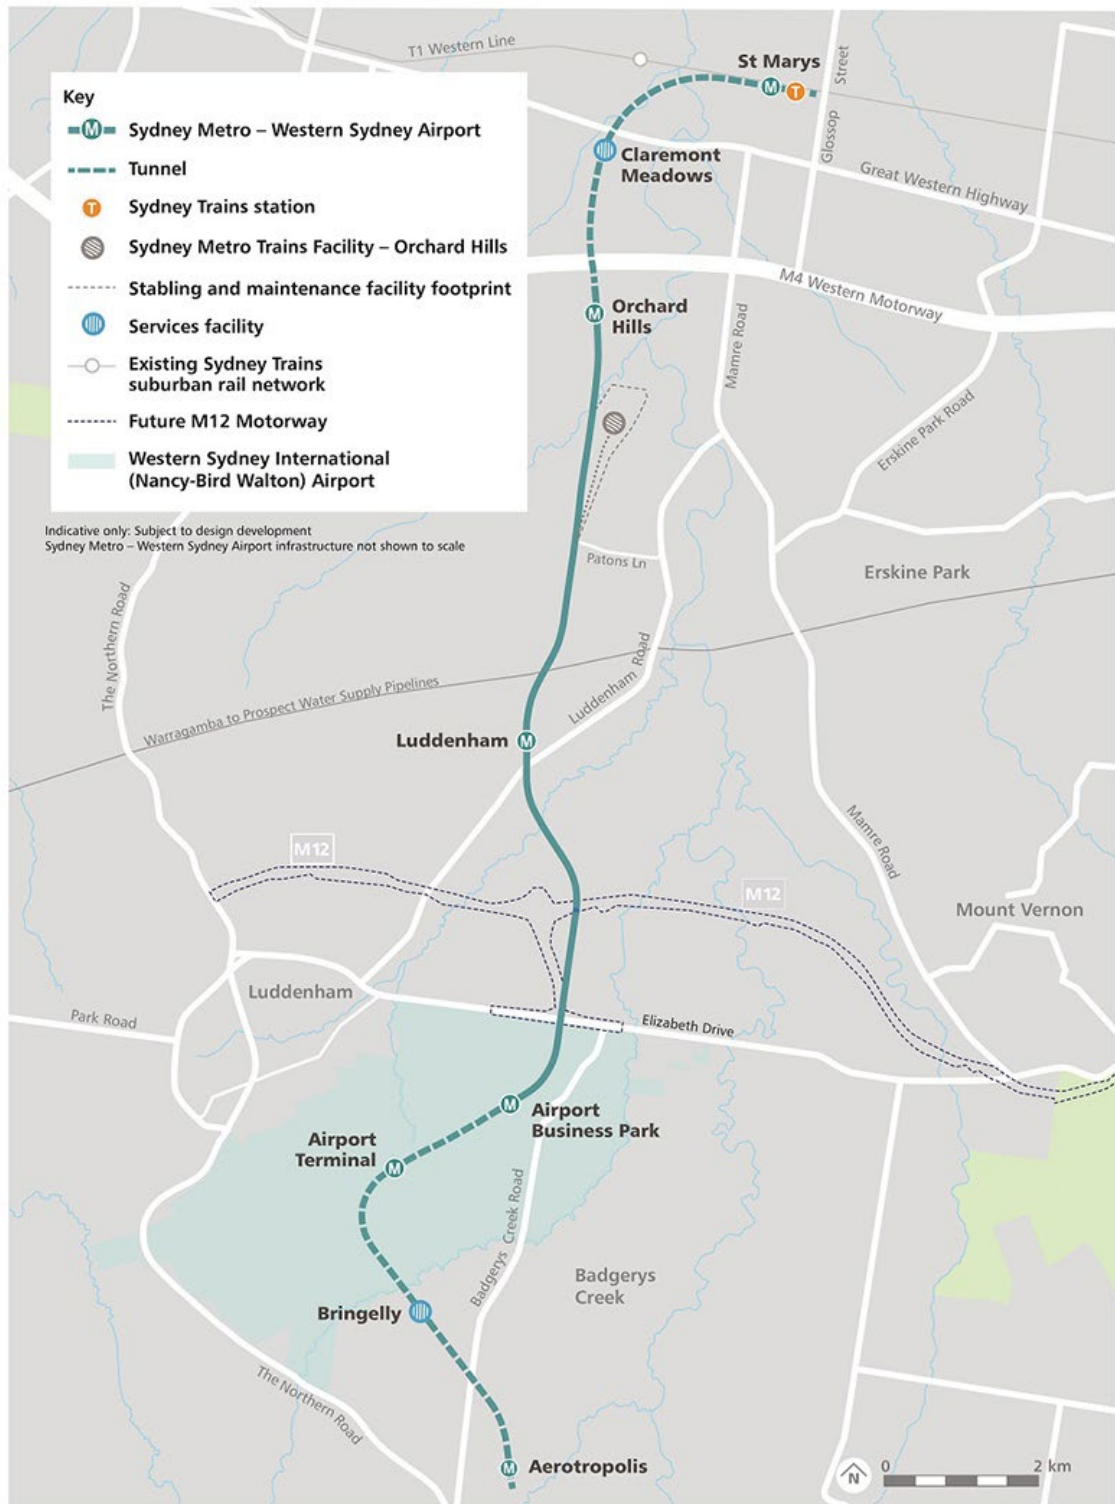 T1 Western Line
St Marys
M
T
Glossop
Street
Key
M
Sydney Metro – Western Sydney Airport
Tunnel
T
Sydney Trains station
Sydney Metro Trains Facility – Orchard Hills
Stabling and maintenance facility footprint
Services facility
Existing Sydney Trains
suburban rail network
Future M12 Motorway
Western Sydney International
(Nancy-Bird Walton) Airport
Indicative only: Subject to design development
Sydney Metro – Western Sydney Airport infrastructure not shown to scale
Claremont
Meadows
Great Western Highway
M4 Western Motorway
M
Orchard
Hills
Mamre Road
Erskine Park Road
Patons Ln
Erskine Park
The Northern Road
Luddenham Road
Warragamba to Prospect Water Supply Pipelines
Luddenham
M
Mamre Road
M12
M12
Mount Vernon
Luddenham
Park Road
Elizabeth Drive
M
Airport
Business Park
Airport
Terminal
M
Badgerys Creek Road
Badgerys
Creek
Bringelly
The Northern Road
M
Aerotropolis
N
0
2 km